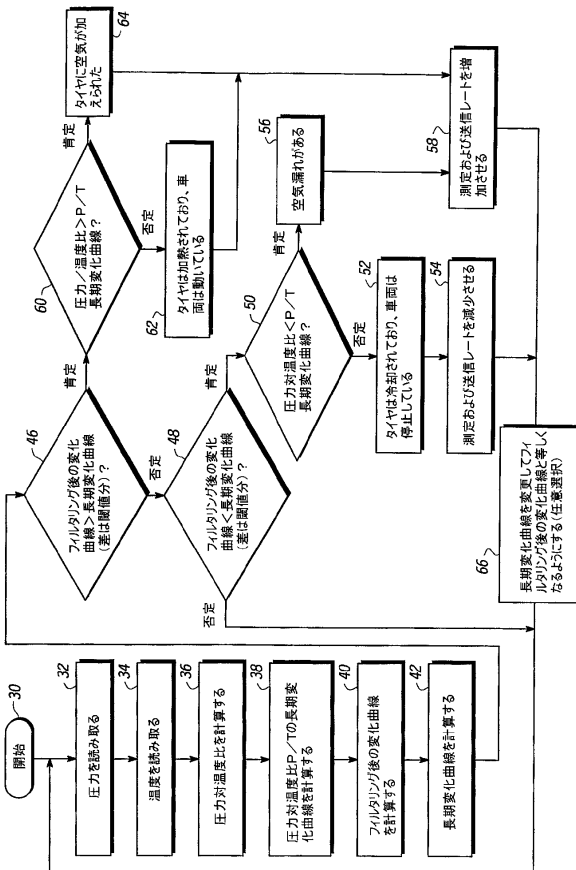 開始
30
圧力を読み取る
32
温度を読み取る
34
圧力対温度比を計算する
36
圧力対温度比P/Tの長期変
化曲線を計算する
38
フィルタリング後の変化曲線
を計算する
40
長期変化曲線を計算する
42
フィルタリング後の変化
曲線>長期変化曲線
(差は閾値分)?
46
肯定
否定
フィルタリング後の変化
曲線<長期変化曲線
(差は閾値分)?
48
肯定
否定
圧力/温度比>P/T
長期変化曲線?
60
肯定
否定
タイヤに空気が加
えられた
64
タイヤは加熱されており、車
両は動いている
62
圧力対温度比<P/T
長期変化曲線?
50
肯定
否定
空気漏れがある
56
タイヤは冷却されており、車両は
停止している
52
測定および送信レートを減少させる
54
測定および送信レートを増
加させる
58
長期変化曲線を変更してフィ
ルタリング後の変化曲線と等しく
なるようにする(任意選択)
66